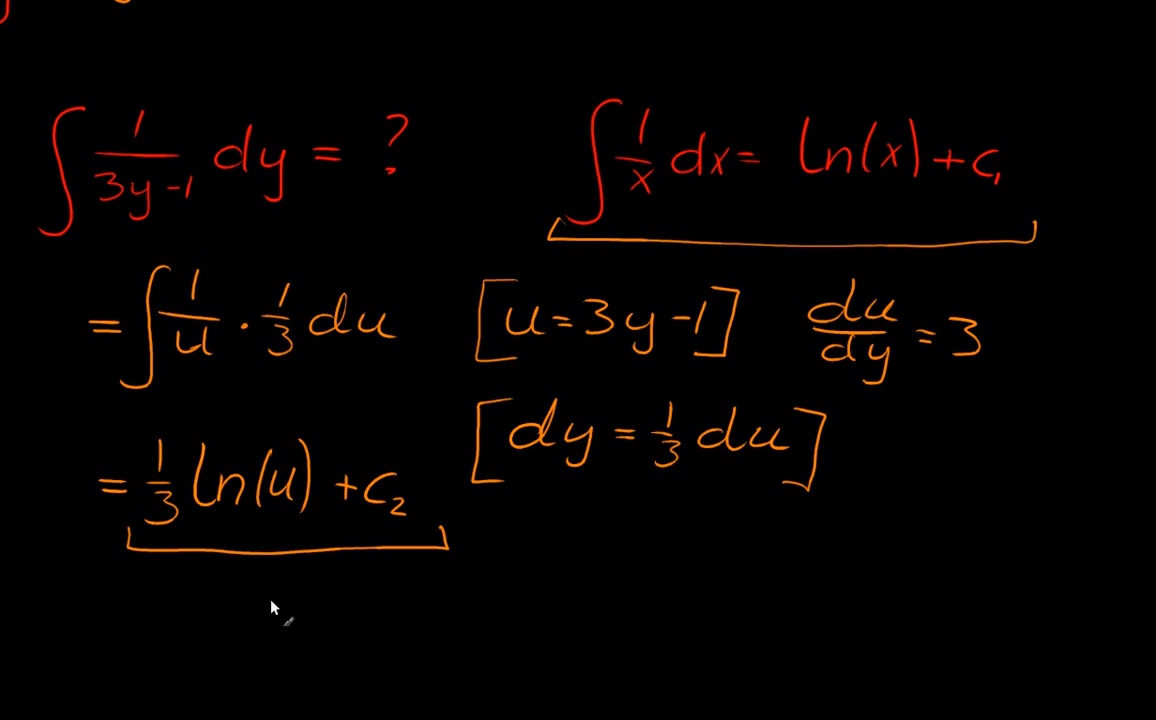 ∫ 1/(3y-1) dy = ?
∫ 1/x dx = ln(x) + c₁
= ∫ 1/u · 1/3 du [u = 3y - 1] du/dy = 3
[dy = 1/3 du]
= 1/3 ln(u) + c₂